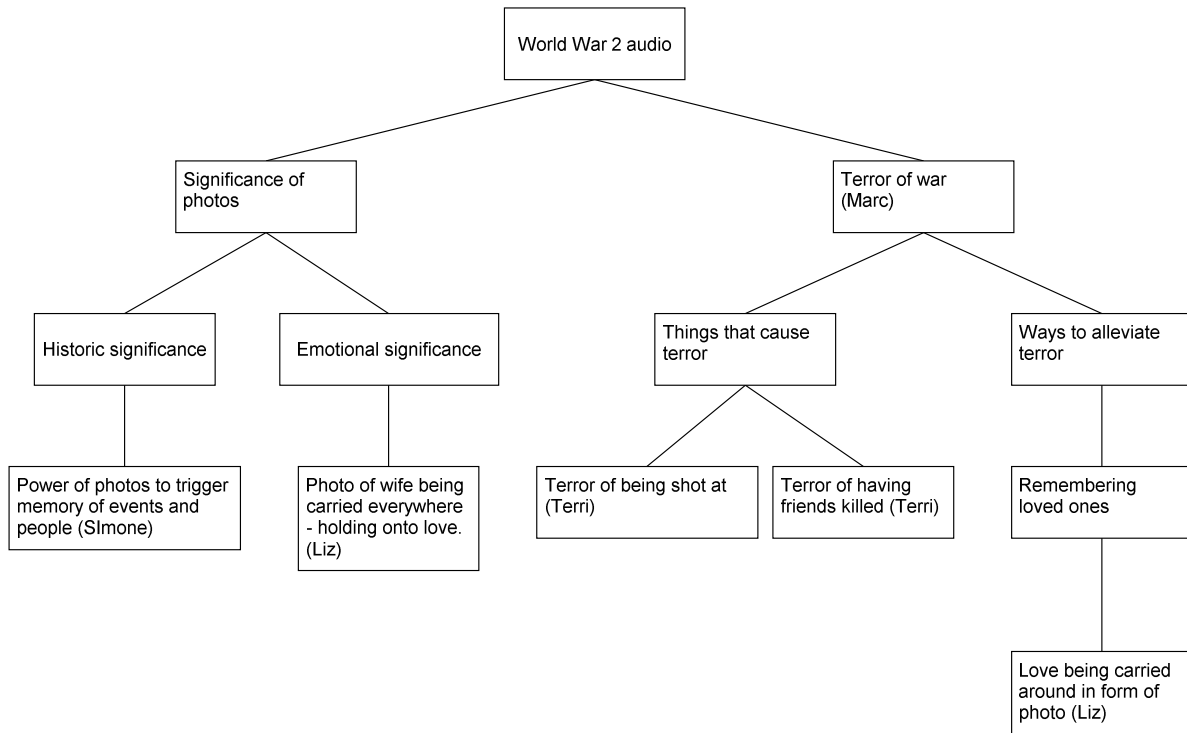 World War 2 audio
Significance of
photos
Terror of war
(Marc)
Historic significance
Emotional significance
Things that cause
terror
Ways to alleviate
terror
Power of photos to trigger
memory of events and
people (SImone)
Photo of wife being
carried everywhere
- holding onto love.
(Liz)
Terror of being shot at
(Terri)
Terror of having
friends killed (Terri)
Remembering
loved ones
Love being carried
around in form of
photo (Liz)